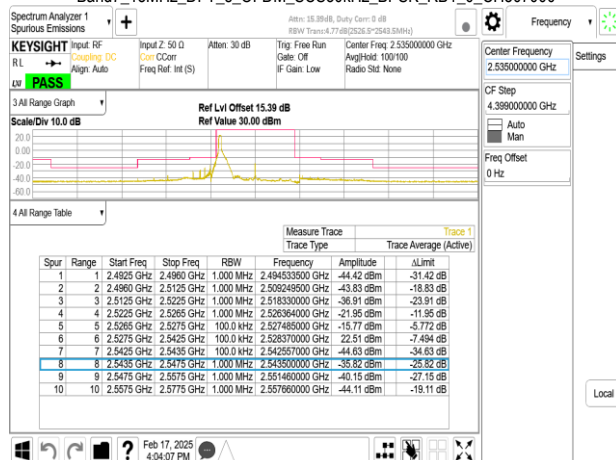 Band7_15MHz_DFT_s_OFDM_SCS30kHz_BPSK_RB1_0_CH507000
Spectrum Analyzer 1
Spurious Emissions
Attn: 15.39dB, Duty Corr: 0 dB
RBW Trans:4.77dB(2526.5~2543.5MHz)
Frequency
KEYSIGHT
Input: RF
Input Z: 50 Ω
Atten: 30 dB
Trig: Free Run
Center Freq: 2.535000000 GHz
RL
Coupling: DC
Corr CCorr
Gate: Off
Avg|Hold: 100/100
Align: Auto
Freq Ref: Int (S)
IF Gain: Low
Radio Std: None
LXI
PASS
Center Frequency
2.535000000 GHz
Settings
CF Step
4.399000000 GHz
Auto
Man
Freq Offset
0 Hz
3 All Range Graph
Ref Lvl Offset 15.39 dB
Scale/Div 10.0 dB
Ref Value 30.00 dBm
20.0
0.00
-20.0
-40.0
-60.0
4 All Range Table
Measure Trace Trace 1
Trace Type Trace Average (Active)
Spur Range Start Freq Stop Freq RBW Frequency Amplitude ΔLimit
1 1 2.4925 GHz 2.4960 GHz 1.000 MHz 2.494533500 GHz -44.42 dBm -31.42 dB
2 2 2.4960 GHz 2.5125 GHz 1.000 MHz 2.509249500 GHz -43.83 dBm -18.83 dB
3 3 2.5125 GHz 2.5225 GHz 1.000 MHz 2.518330000 GHz -36.91 dBm -23.91 dB
4 4 2.5225 GHz 2.5265 GHz 1.000 MHz 2.526364000 GHz -21.95 dBm -11.95 dB
5 5 2.5265 GHz 2.5275 GHz 100.0 kHz 2.527485000 GHz -15.77 dBm -5.772 dB
6 6 2.5275 GHz 2.5425 GHz 100.0 kHz 2.528370000 GHz 22.51 dBm -7.494 dB
7 7 2.5425 GHz 2.5435 GHz 100.0 kHz 2.542557000 GHz -44.63 dBm -34.63 dB
8 8 2.5435 GHz 2.5475 GHz 1.000 MHz 2.543500000 GHz -35.82 dBm -25.82 dB
9 9 2.5475 GHz 2.5575 GHz 1.000 MHz 2.551460000 GHz -40.15 dBm -27.15 dB
10 10 2.5575 GHz 2.5775 GHz 1.000 MHz 2.557660000 GHz -44.11 dBm -19.11 dB
Local
Feb 17, 2025
4:04:07 PM